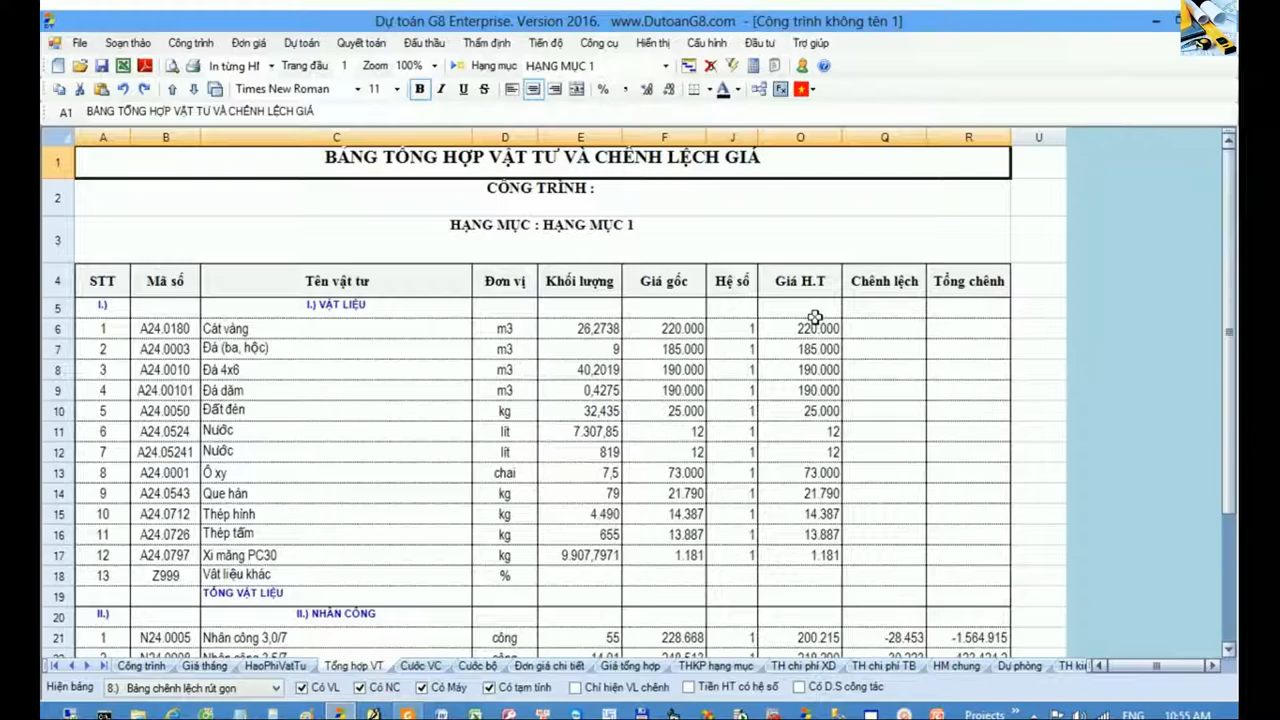 Dự toán G8 Enterprise. Version 2016. www.DutoanG8.com - [Công trình không tên 1]
File Soạn thảo Công trình Đơn giá Dự toán Quyết toán Đấu thầu Thẩm định Tiến độ Công cụ Hiển thị Cấu hình Đầu tư Trợ giúp
In từng HM Trang đầu 1 Zoom 100% Hạng mục HẠNG MỤC 1
Times New Roman 11 B I U S % ,
A1 BẢNG TỔNG HỢP VẬT TƯ VÀ CHÊNH LỆCH GIÁ
A B C D E F J O Q R U
1 BẢNG TỔNG HỢP VẬT TƯ VÀ CHÊNH LỆCH GIÁ
2 CÔNG TRÌNH :
3 HẠNG MỤC : HẠNG MỤC 1
4 STT Mã số Tên vật tư Đơn vị Khối lượng Giá gốc Hệ số Giá H.T Chênh lệch Tổng chênh
5 I.) I.) VẬT LIỆU
6 1 A24.0180 Cát vàng m3 26,2738 220.000 1 220.000
7 2 A24.0003 Đá (ba, hộc) m3 9 185.000 1 185.000
8 3 A24.0010 Đá 4x6 m3 40,2019 190.000 1 190.000
9 4 A24.00101 Đá dăm m3 0,4275 190.000 1 190.000
10 5 A24.0050 Đất đèn kg 32,435 25.000 1 25.000
11 6 A24.0524 Nước lít 7.307,85 12 1 12
12 7 A24.05241 Nước lít 819 12 1 12
13 8 A24.0001 Ô xy chai 7,5 73.000 1 73.000
14 9 A24.0543 Que hàn kg 79 21.790 1 21.790
15 10 A24.0712 Thép hình kg 4.490 14.387 1 14.387
16 11 A24.0726 Thép tấm kg 655 13.887 1 13.887
17 12 A24.0797 Xi măng PC30 kg 9.907,7971 1.181 1 1.181
18 13 Z999 Vật liệu khác %
19 TỔNG VẬT LIỆU
20 II.) II.) NHÂN CÔNG
21 1 N24.0005 Nhân công 3,0/7 công 55 228.668 1 200.215 -28.453 -1.564.915
Công trình Giá tháng HaoPhiVatTu Tổng hợp VT Cước VC Cước bộ Đơn giá chi tiết Giá tổng hợp THKP hạng mục TH chi phí XD TH chi phí TB HM chung Dự phòng
Hiện bảng 8.) Bảng chênh lệch rút gọn Có VL Có NC Có Máy Có tạm tính Chỉ hiện VL chênh Tiền HT có hệ số Có D.S công tác
Projects ENG 10:55 AM